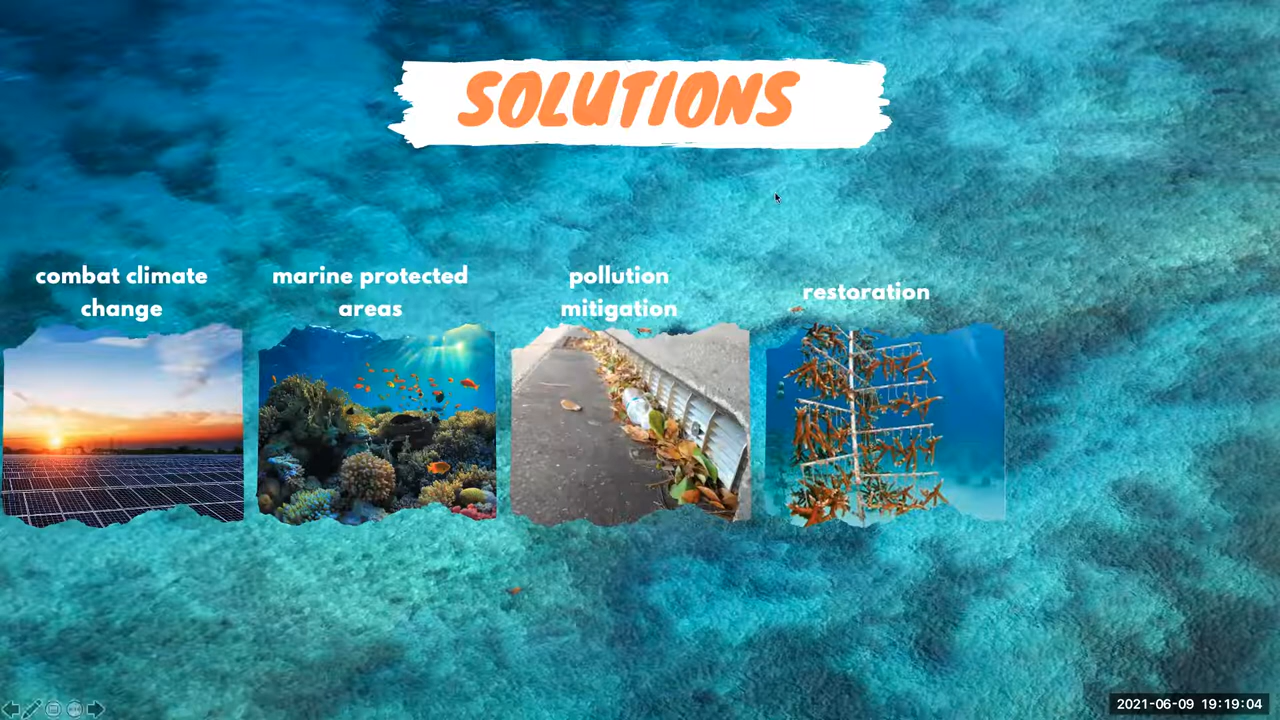 SOLUTIONS
combat climate
change
marine protected
areas
pollution
mitigation
restoration
2021-06-09 19:19:04